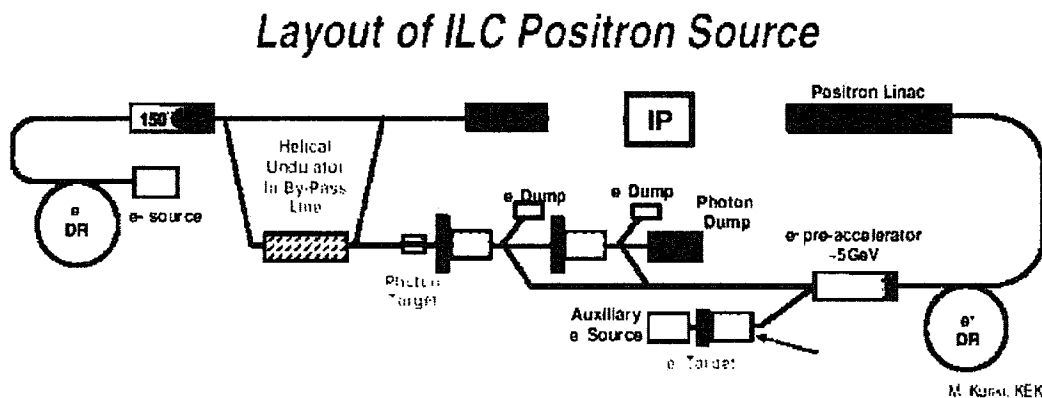 Layout of ILC Positron Source
150
Helical
Undulator
In By-Pass
Line
e- source
e-
DR
Photon
Target
e Dump
e Dump
Photon
Dump
IP
Positron Linac
e+ pre-accelerator
~5GeV
Auxiliary
e Source
e Target
e+
DR
KEK